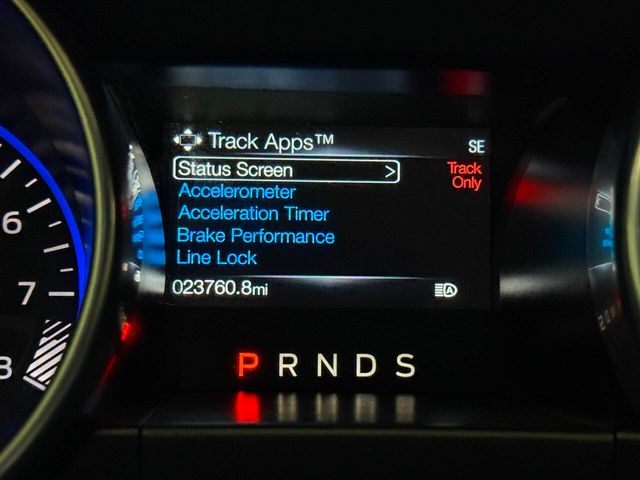 Track Apps™
SE
Status Screen >
Track
Only
Accelerometer
Acceleration Timer
Brake Performance
Line Lock
023760.8mi
A
P R N D S
6
7
8